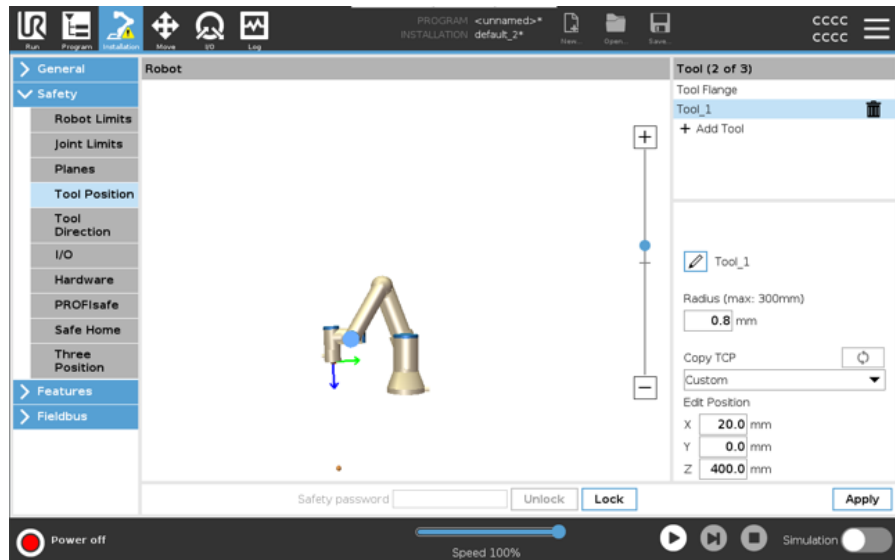 PROGRAM <unnamed>*
INSTALLATION default_2*
CCCC
CCCC
Run
Program
Installation
Move
I/O
Log
New...
Open...
Save...
General
Safety
Robot Limits
Joint Limits
Planes
Tool Position
Tool
Direction
I/O
Hardware
PROFIsafe
Safe Home
Three
Position
Features
Fieldbus
Robot
Tool (2 of 3)
Tool Flange
Tool_1
+ Add Tool
Tool_1
Radius (max: 300mm)
0.8 mm
Copy TCP
Custom
Edit Position
X 20.0 mm
Y 0.0 mm
Z 400.0 mm
Safety password
Unlock
Lock
Apply
Power off
Speed 100%
Simulation